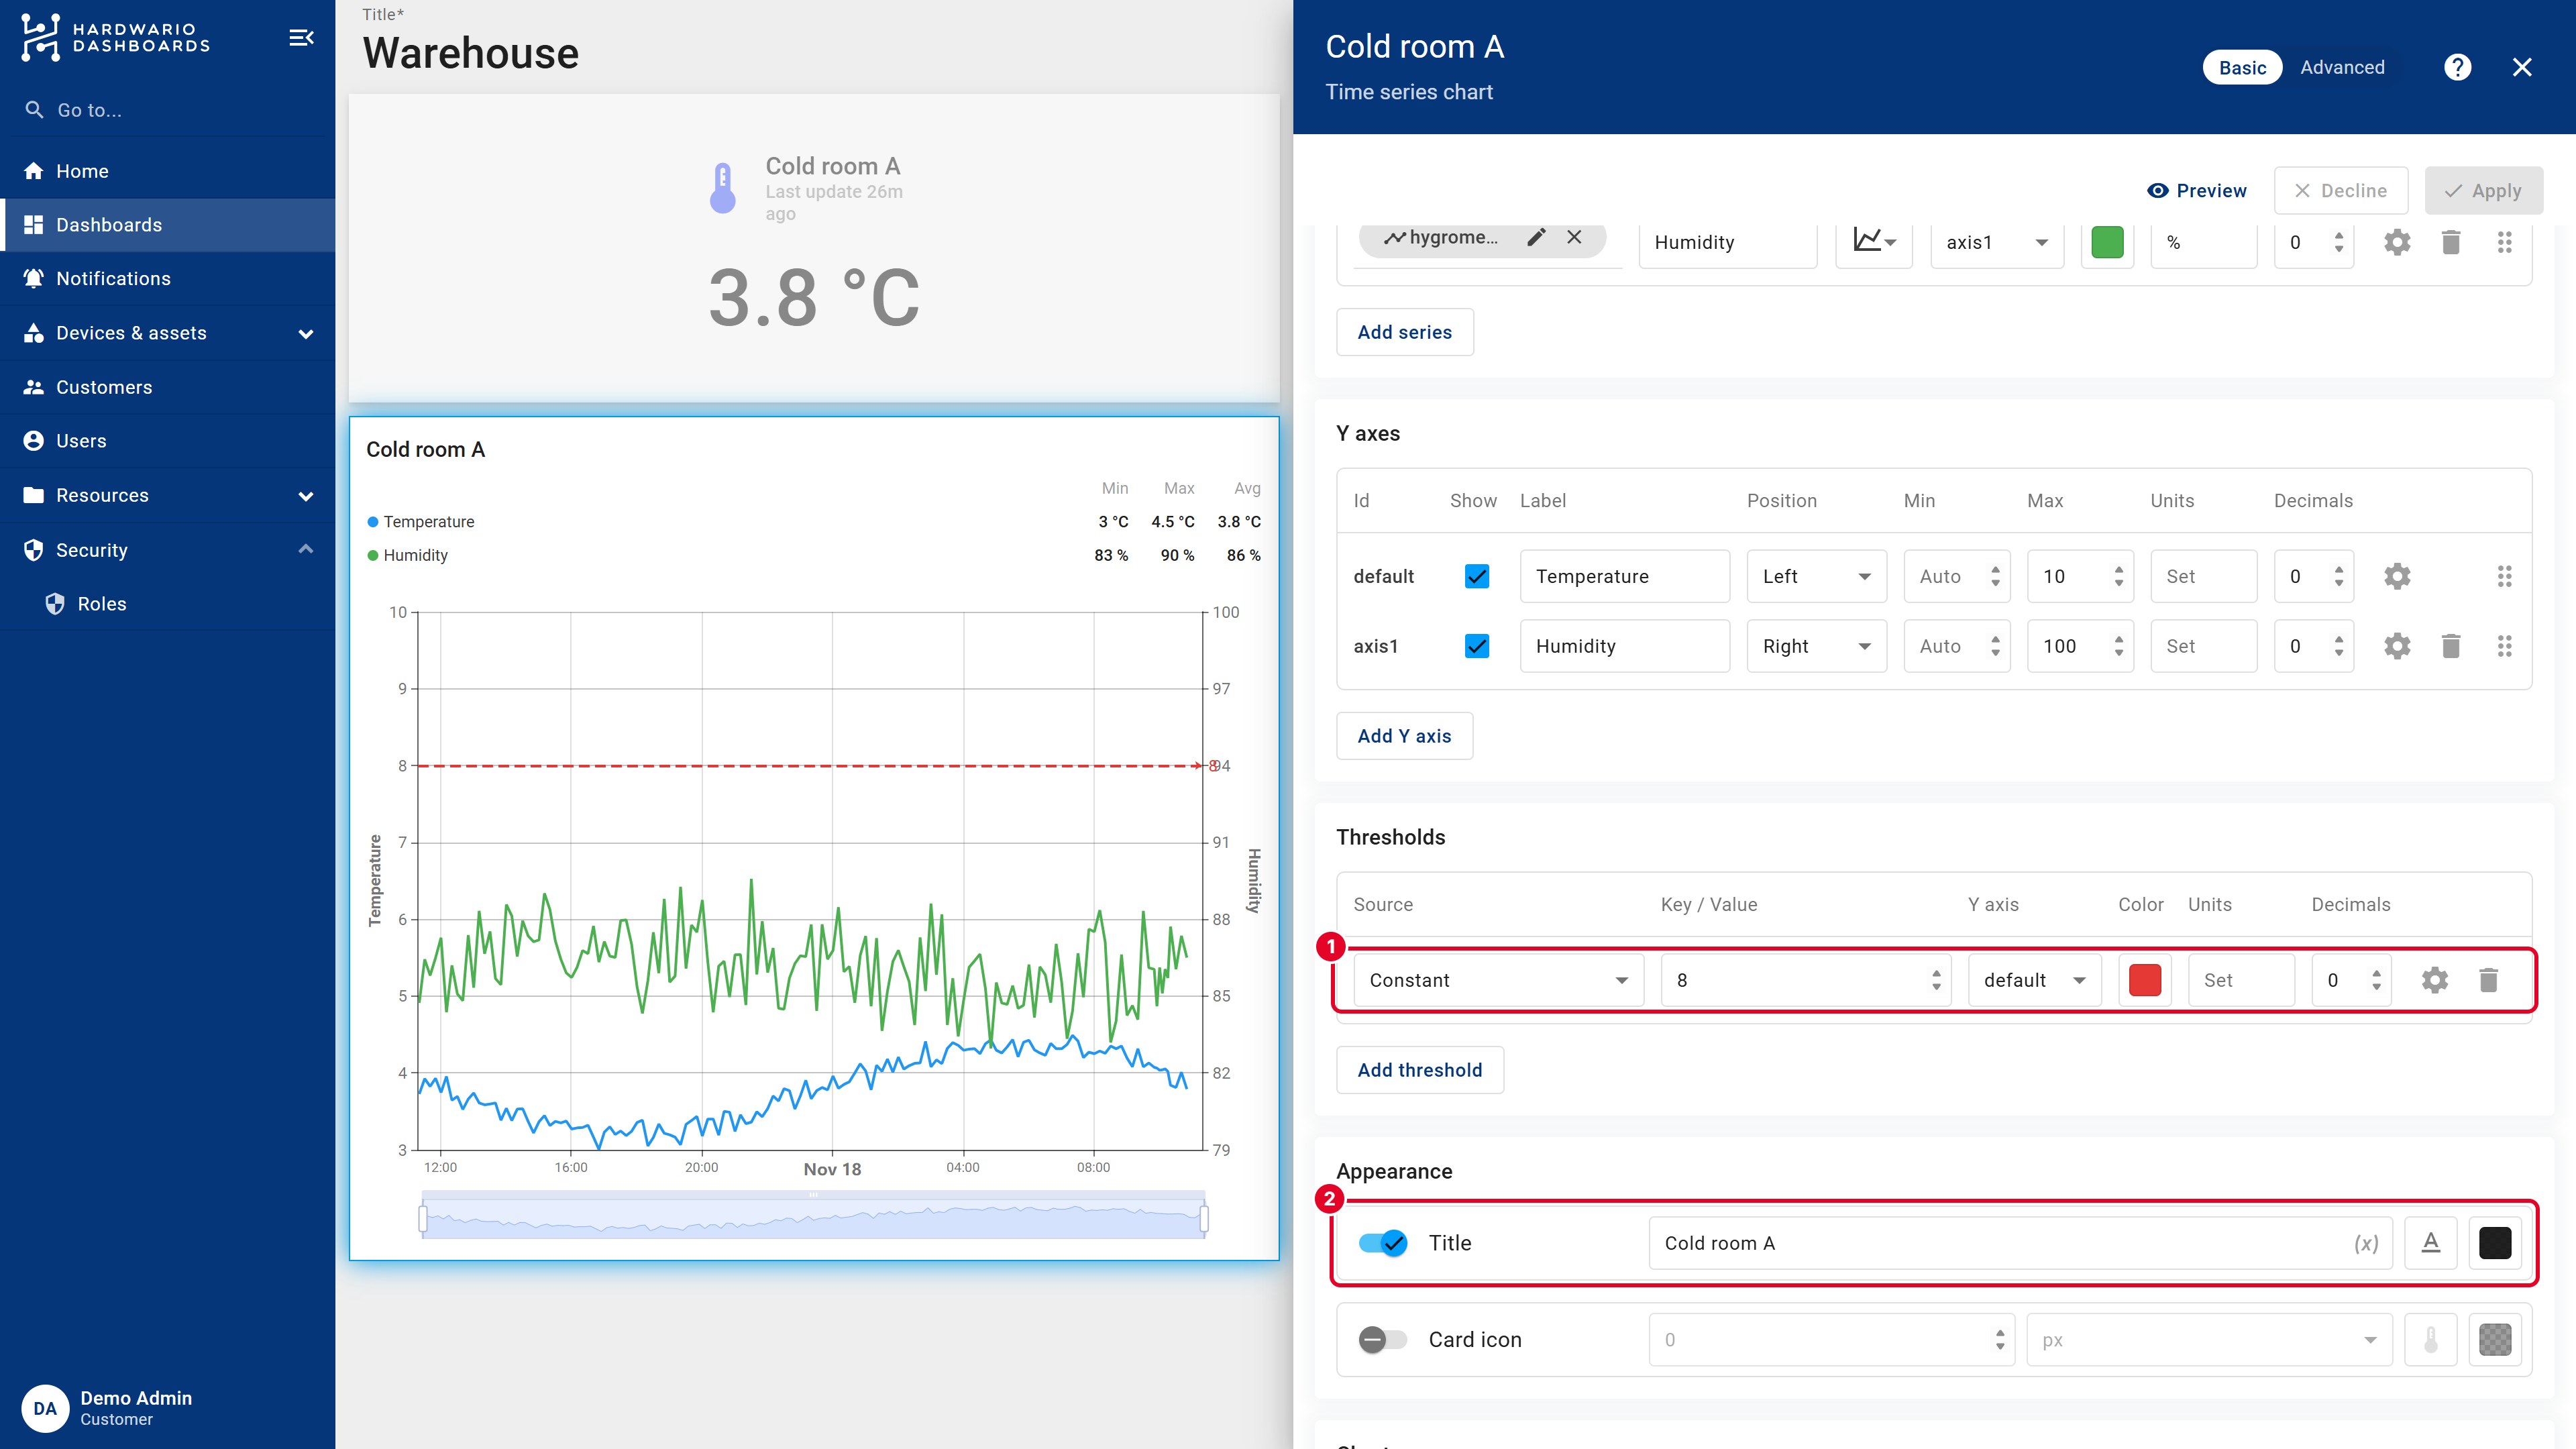 HARDWARIO
DASHBOARDS
Go to...
Home
Dashboards
Notifications
Devices & assets
Customers
Users
Resources
Security
Roles
DA
Demo Admin
Customer
Title*
Warehouse
Cold room A
Last update 26m
ago
3.8 °C
Cold room A
Min Max Avg
Temperature 3 °C 4.5 °C 3.8 °C
Humidity 83 % 90 % 86 %
10 100
9 97
8 8 94
7 91
6 88
5 85
4 82
3 79
Temperature
Humidity
12:00 16:00 20:00 Nov 18 04:00 08:00
Cold room A
Time series chart
Basic Advanced
Preview Decline Apply
hygrome... Humidity axis1 % 0
Add series
Y axes
Id Show Label Position Min Max Units Decimals
default Temperature Left Auto 10 Set 0
axis1 Humidity Right Auto 100 Set 0
Add Y axis
Thresholds
Source Key / Value Y axis Color Units Decimals
1
Constant 8 default Set 0
Add threshold
Appearance
2
Title Cold room A (x)
Card icon 0 px